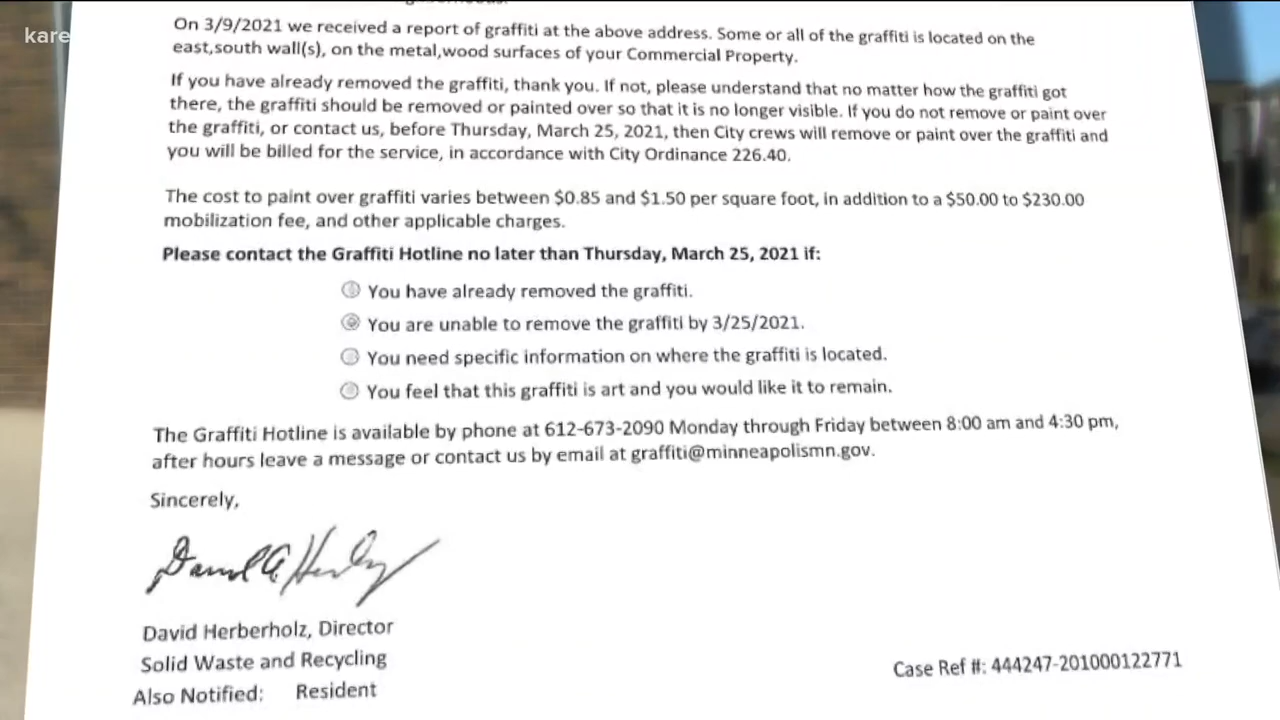 kare
On 3/9/2021 we received a report of graffiti at the above address. Some or all of the graffiti is located on the
east,south wall(s), on the metal,wood surfaces of your Commercial Property.
If you have already removed the graffiti, thank you. If not, please understand that no matter how the graffiti got
there, the graffiti should be removed or painted over so that it is no longer visible. If you do not remove or paint over
the graffiti, or contact us, before Thursday, March 25, 2021, then City crews will remove or paint over the graffiti and
you will be billed for the service, in accordance with City Ordinance 226.40.
The cost to paint over graffiti varies between $0.85 and $1.50 per square foot, in addition to a $50.00 to $230.00
mobilization fee, and other applicable charges.
Please contact the Graffiti Hotline no later than Thursday, March 25, 2021 if:
You have already removed the graffiti.
You are unable to remove the graffiti by 3/25/2021.
You need specific information on where the graffiti is located.
You feel that this graffiti is art and you would like it to remain.
The Graffiti Hotline is available by phone at 612-673-2090 Monday through Friday between 8:00 am and 4:30 pm,
after hours leave a message or contact us by email at graffiti@minneapolismn.gov.
Sincerely,
David Herberholz, Director
Solid Waste and Recycling
Also Notified: Resident
Case Ref #: 444247-201000122771